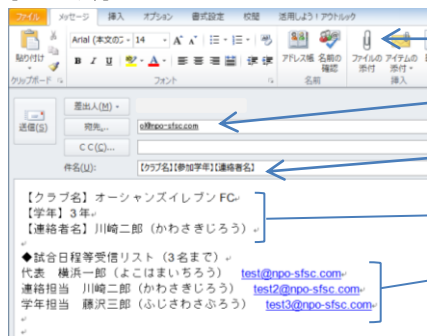 ファイル メッセージ 挿入 オプション 書式設定 校閲 活用しよう！アウトルック
Arial (本文のフ 14
貼り付け
B I U
アドレス帳 名前の確認 ファイルの添付 アイテムの添付
クリップボード フォント 名前 挿入
差出人(M)
送信(S)
宛先... @npo-sfsc.com
CC(C)...
件名(U): 【クラブ名】【参加学年】【連絡者名】
【クラブ名】オーシャンズイレブン FC
【学年】３年
【連絡者名】川崎二郎（かわさきじろう）
◆試合日程等受信リスト（３名まで）
代表 横浜一郎（よこはまいちろう） test@npo-sfsc.com
連絡担当 川崎二郎（かわさきじろう） test2@npo-sfsc.com
学年担当 藤沢三郎（ふじさわさぶろう） test3@npo-sfsc.com